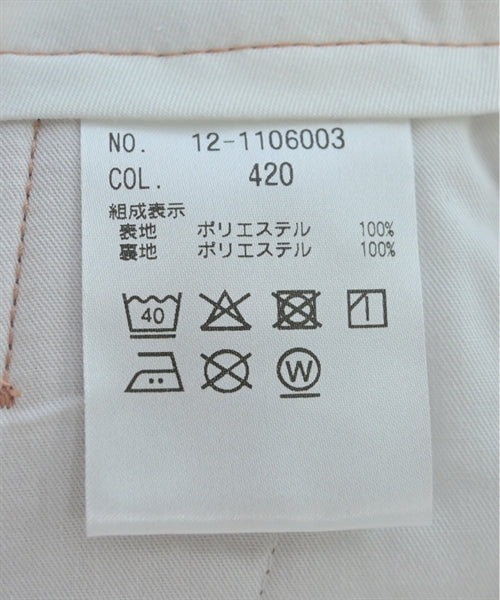 NO. 12-1106003
COL. 420
組成表示
表地 ポリエステル 100%
裏地 ポリエステル 100%
40
W